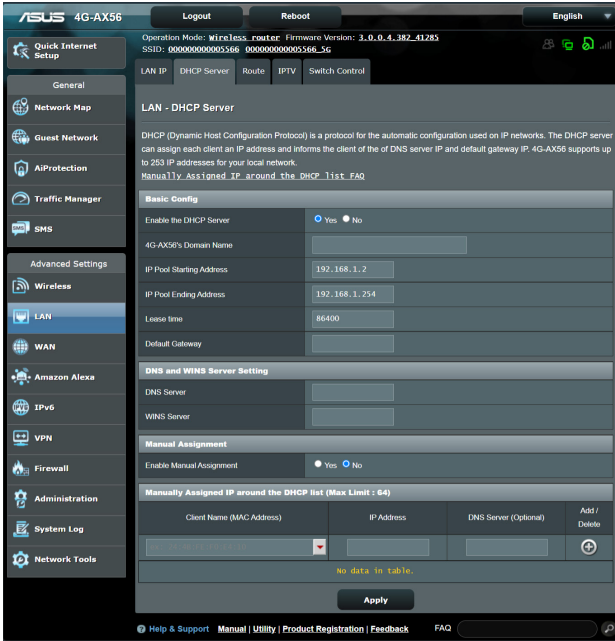 ASUS 4G-AX56 Logout Reboot English
Operation Mode: Wireless router Firmware Version: 3.0.0.4.382_41285
SSID: 000000000005566 000000000005566_5G
Quick Internet
Setup
LAN IP DHCP Server Route IPTV Switch Control
General
Network Map
Guest Network
AiProtection
Traffic Manager
SMS
Advanced Settings
Wireless
LAN
WAN
Amazon Alexa
IPv6
VPN
Firewall
Administration
System Log
Network Tools
LAN - DHCP Server
DHCP (Dynamic Host Configuration Protocol) is a protocol for the automatic configuration used on IP networks. The DHCP server
can assign each client an IP address and informs the client of the of DNS server IP and default gateway IP. 4G-AX56 supports up
to 253 IP addresses for your local network.
Manually Assigned IP around the DHCP list FAQ
Basic Config
Enable the DHCP Server Yes No
4G-AX56's Domain Name
IP Pool Starting Address 192.168.1.2
IP Pool Ending Address 192.168.1.254
Lease time 86400
Default Gateway
DNS and WINS Server Setting
DNS Server
WINS Server
Manual Assignment
Enable Manual Assignment Yes No
Manually Assigned IP around the DHCP list (Max Limit : 64)
Client Name (MAC Address) IP Address DNS Server (Optional) Add /
Delete
No data in table.
Apply
Help & Support Manual | Utility | Product Registration | Feedback FAQ